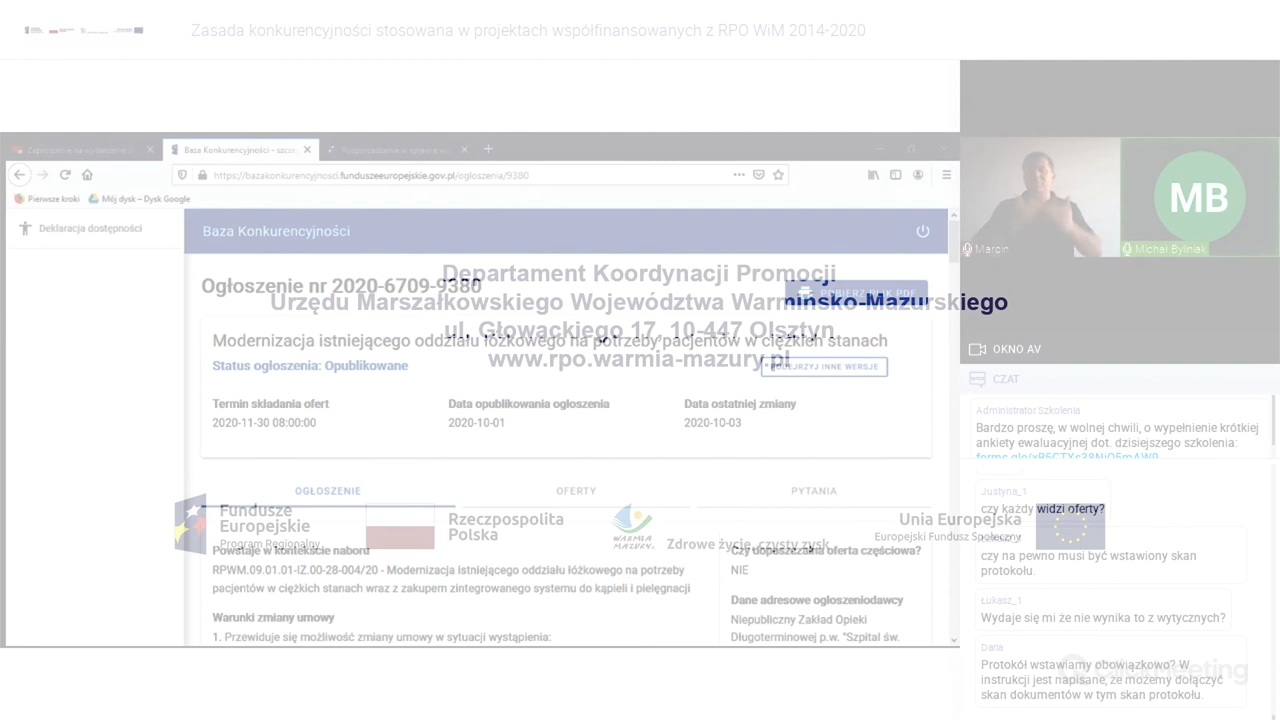 Zasada konkurencyjności stosowana w projektach współfinansowanych z RPO WiM 2014-2020
Baza Konkurencyjności - szcze
https://bazakonkurencyjnosci.funduszeeuropejskie.gov.pl/ogloszenia/9380
Pierwsze kroki
Mój dysk – Dysk Google
Deklaracja dostępności
Baza Konkurencyjności
Ogłoszenie nr 2020-6709-9380
POBIERZ PLIK PDF
Departament Koordynacji Promocji
Urzędu Marszałkowskiego Województwa Warmińsko-Mazurskiego
ul. Głowackiego 17, 10-447 Olsztyn
www.rpo.warmia-mazury.pl
Modernizacja istniejącego oddziału łóżkowego na potrzeby pacjentów w ciężkich stanach
Status ogłoszenia: Opublikowane
PODEJRZYJ INNE WERSJE
Termin składania ofert
2020-11-30 08:00:00
Data opublikowania ogłoszenia
2020-10-01
Data ostatniej zmiany
2020-10-03
OGŁOSZENIE
OFERTY
PYTANIA
Fundusze
Europejskie
Program Regionalny
Rzeczpospolita
Polska
WARMIA
MAZURY
Zdrowe życie, czysty zysk
Unia Europejska
Europejski Fundusz Społeczny
Powstaje w kontekście naboru
RPWM.09.01.01-IZ.00-28-004/20 - Modernizacja istniejącego oddziału łóżkowego na potrzeby
pacjentów w ciężkich stanach wraz z zakupem zintegrowanego systemu do kąpieli i pielęgnacji
Warunki zmiany umowy
1. Przewiduje się możliwość zmiany umowy w sytuacji wystąpienia:
Czy dopuszczalna oferta częściowa?
NIE
Dane adresowe ogłoszeniodawcy
Niepubliczny Zakład Opieki
Długoterminowej p.w. "Szpital św.
Marcin
MB
Michał Byliniak
OKNO AV
CZAT
Administrator Szkolenia
Bardzo proszę, w wolnej chwili, o wypełnienie krótkiej
ankiety ewaluacyjnej dot. dzisiejszego szkolenia:
Justyna_1
czy każdy widzi oferty?
czy na pewno musi być wstawiony skan
protokołu.
Łukasz_1
Wydaje się mi że nie wynika to z wytycznych?
Daria
Protokół wstawiamy obowiązkowo? W
instrukcji jest napisane, że możemy dołączyć
skan dokumentów w tym skan protokołu.
ClickMeeting